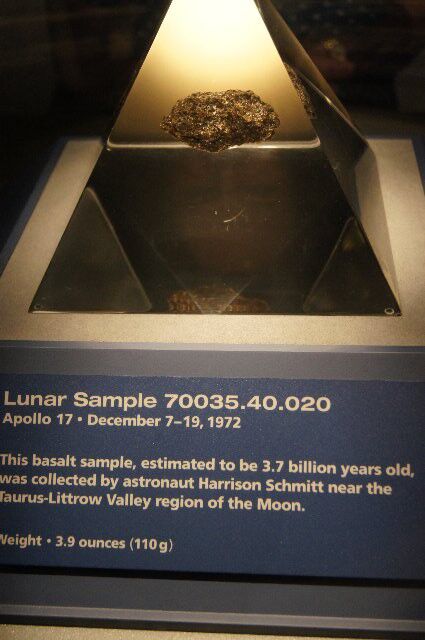 Lunar Sample 70035.40.020
Apollo 17 • December 7–19, 1972
This basalt sample, estimated to be 3.7 billion years old,
was collected by astronaut Harrison Schmitt near the
Taurus-Littrow Valley region of the Moon.
Weight • 3.9 ounces (110g)